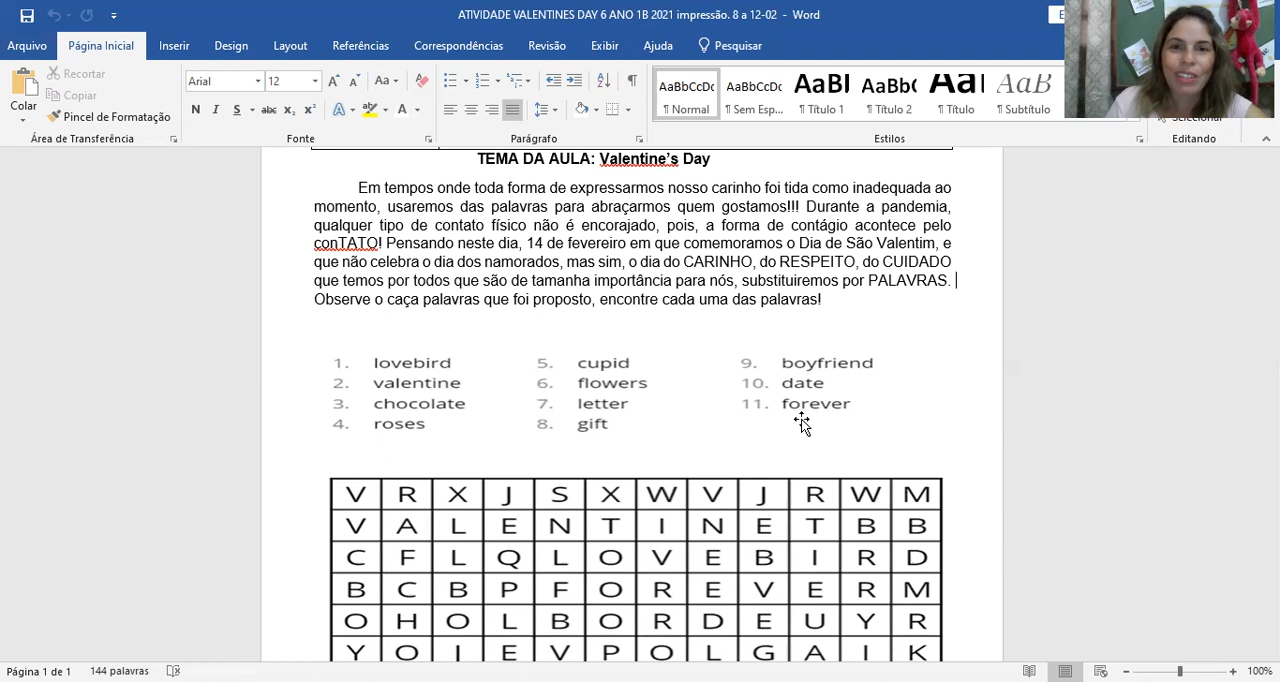 ATIVIDADE VALENTINES DAY 6 ANO 1B 2021 impressão. 8 a 12-02 - Word
Arquivo Página Inicial Inserir Design Layout Referências Correspondências Revisão Exibir Ajuda Pesquisar
Colar
Recortar
Copiar
Pincel de Formatação
Área de Transferência
Arial 12
N I S abc x₂ x²
Fonte
Parágrafo
AaBbCcDc AaBbCcDc AaBl AaBbC AaBl AaB
¶ Normal ¶ Sem Esp... ¶ Título 1 ¶ Título 2 ¶ Título ¶ Subtítulo
Estilos
Selecionar
Editando
TEMA DA AULA: Valentine's Day
Em tempos onde toda forma de expressarmos nosso carinho foi tida como inadequada ao
momento, usaremos das palavras para abraçarmos quem gostamos!!! Durante a pandemia,
qualquer tipo de contato físico não é encorajado, pois, a forma de contágio acontece pelo
conTATO! Pensando neste dia, 14 de fevereiro em que comemoramos o Dia de São Valentim, e
que não celebra o dia dos namorados, mas sim, o dia do CARINHO, do RESPEITO, do CUIDADO
que temos por todos que são de tamanha importância para nós, substituiremos por PALAVRAS.
Observe o caça palavras que foi proposto, encontre cada uma das palavras!
1. lovebird 5. cupid 9. boyfriend
2. valentine 6. flowers 10. date
3. chocolate 7. letter 11. forever
4. roses 8. gift
V R X J S X W V J R W M
V A L E N T I N E T B B
C F L Q L O V E B I R D
B C B P F O R E V E R M
O H O L B O R D E U Y R
Y O I E V P O L G A I K
Página 1 de 1 144 palavras 100%